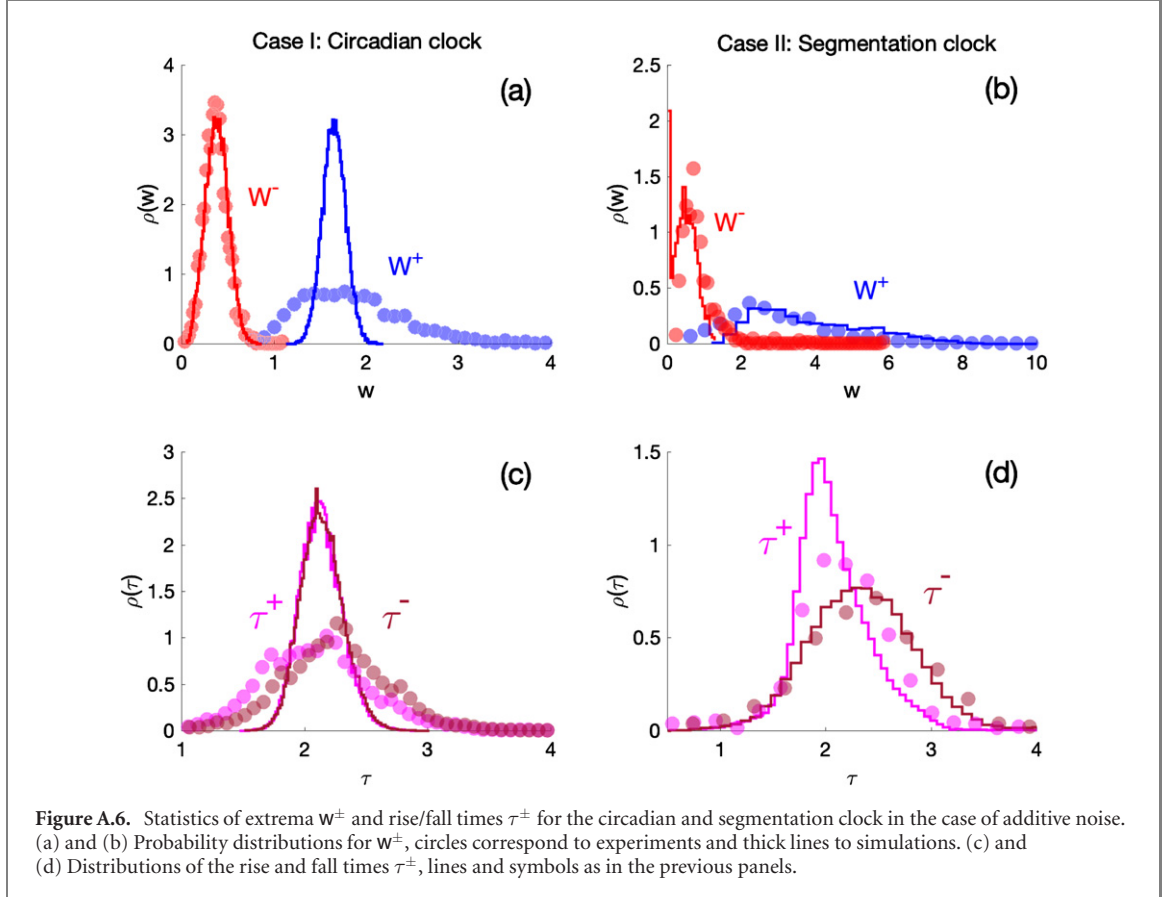 Case I: Circadian clock
Case II: Segmentation clock
(a)
4
3
2
1
0
ρ(w)
W-
W+
0 1 2 3 4
w
(b)
2.5
2
1.5
1
0.5
0
ρ(w)
W-
W+
0 2 4 6 8 10
w
(c)
3
2.5
2
1.5
1
0.5
0
ρ(τ)
τ+
τ-
1 2 3 4
τ
(d)
1.5
1
0.5
0
ρ(τ)
τ+
τ-
1 2 3 4
τ
Figure A.6. Statistics of extrema w± and rise/fall times τ± for the circadian and segmentation clock in the case of additive noise.
(a) and (b) Probability distributions for w±, circles correspond to experiments and thick lines to simulations. (c) and
(d) Distributions of the rise and fall times τ±, lines and symbols as in the previous panels.